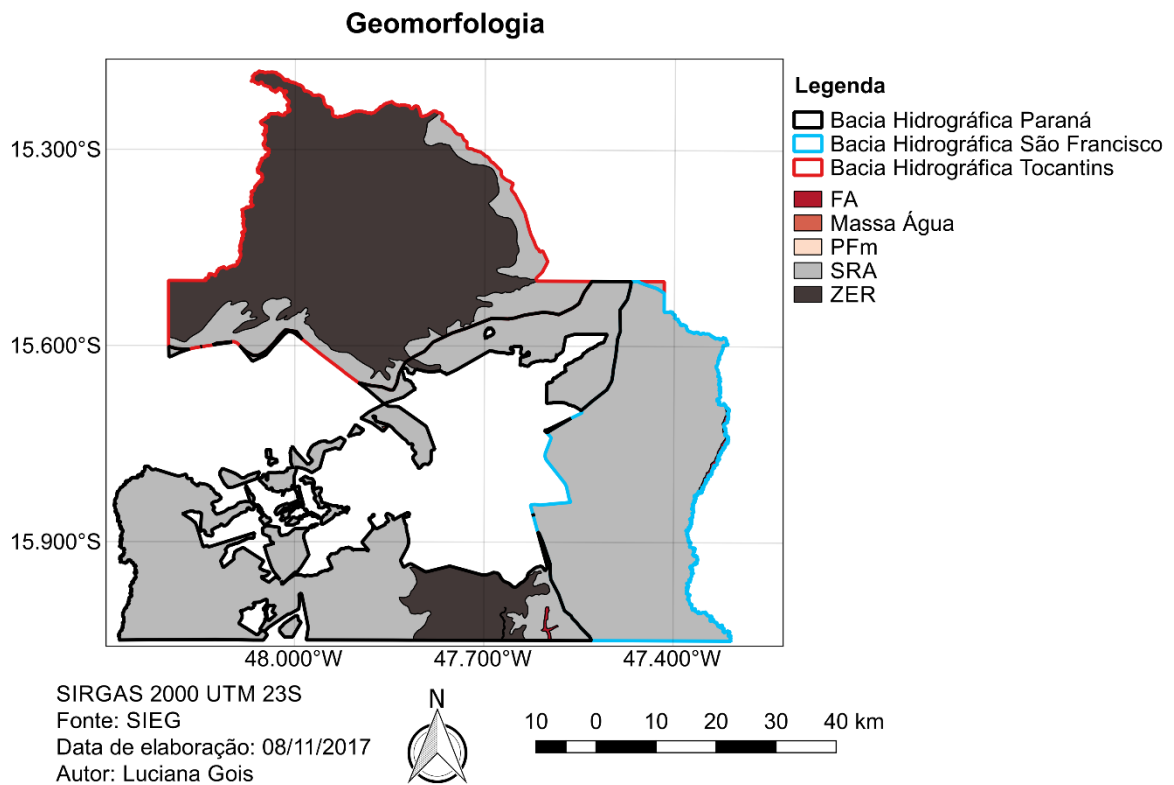 Geomorfologia
Legenda
Bacia Hidrográfica Paraná
Bacia Hidrográfica São Francisco
Bacia Hidrográfica Tocantins
FA
Massa Água
PFm
SRA
ZER
15.300°S
15.600°S
15.900°S
48.000°W 47.700°W 47.400°W
SIRGAS 2000 UTM 23S
Fonte: SIEG
Data de elaboração: 08/11/2017
Autor: Luciana Gois
N
10 0 10 20 30 40 km